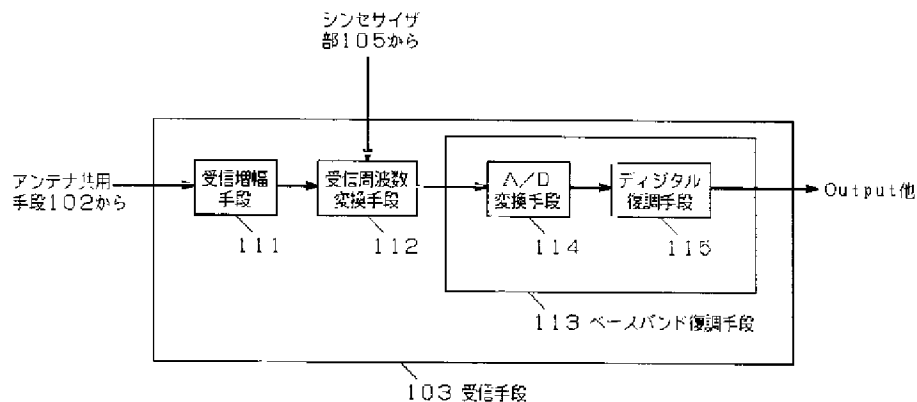 シンセサイザ
部105から
アンテナ共用
手段102から
受信増幅
手段
111
受信周波数
変換手段
112
A/D
変換手段
114
ディジタル
復調手段
115
Output他
113 ベースバンド復調手段
103 受信手段